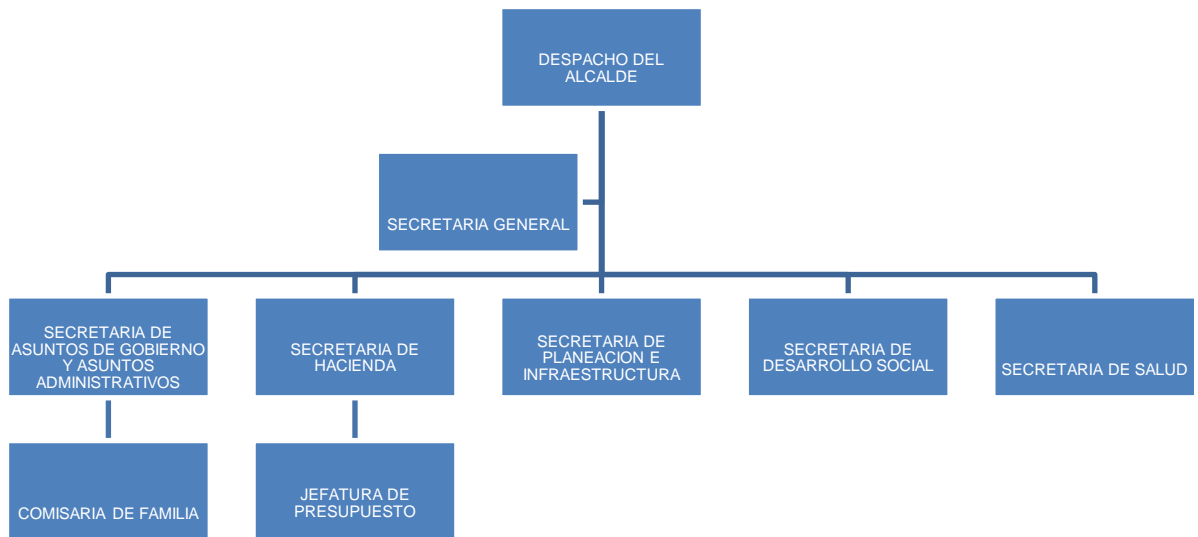 DESPACHO DEL
ALCALDE
SECRETARIA GENERAL
SECRETARIA DE
ASUNTOS DE GOBIERNO
Y ASUNTOS
ADMINISTRATIVOS
SECRETARIA DE
HACIENDA
SECRETARIA DE
PLANEACION E
INFRAESTRUCTURA
SECRETARIA DE
DESARROLLO SOCIAL
SECRETARIA DE SALUD
COMISARIA DE FAMILIA
JEFATURA DE
PRESUPUESTO